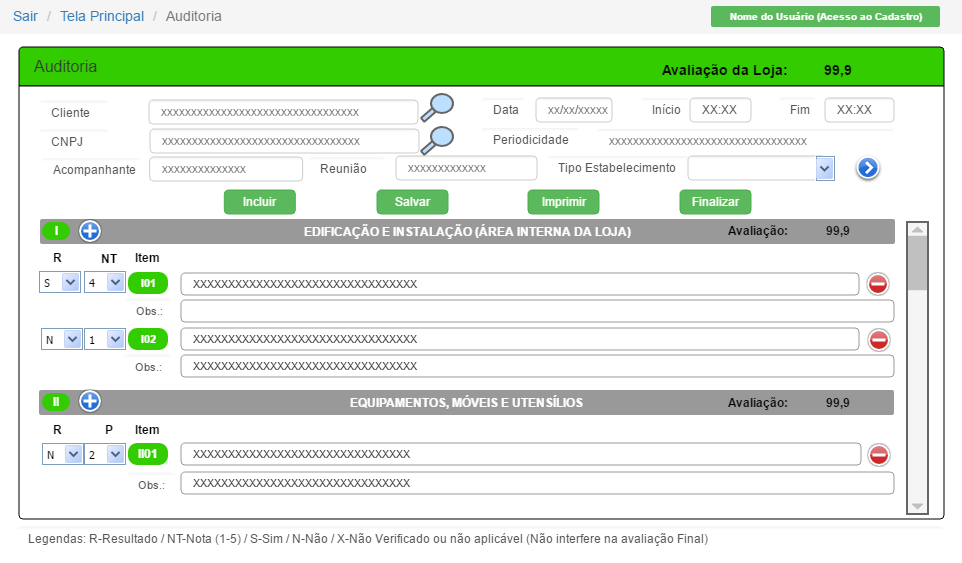 Sair / Tela Principal / Auditoria Nome do Usuário (Acesso ao Cadastro)
Auditoria Avaliação da Loja: 99,9
Cliente xxxxxxxxxxxxxxxxxxxxxxxxxxxxxxxxx Data xx/xx/xxxxx Início XX:XX Fim XX:XX
CNPJ xxxxxxxxxxxxxxxxxxxxxxxxxxxxxxxxx Periodicidade xxxxxxxxxxxxxxxxxxxxxxxxxxxxxxxxx
Acompanhante xxxxxxxxxxxxxx Reunião xxxxxxxxxxxxx Tipo Estabelecimento
Incluir Salvar Imprimir Finalizar
I EDIFICAÇÃO E INSTALAÇÃO (ÁREA INTERNA DA LOJA) Avaliação: 99,9
R NT Item
S 4 I01 XXXXXXXXXXXXXXXXXXXXXXXXXXXXXXXX
Obs.:
N 1 I02 XXXXXXXXXXXXXXXXXXXXXXXXXXXXXXXX
Obs.: XXXXXXXXXXXXXXXXXXXXXXXXXXXXXXXX
II EQUIPAMENTOS, MÓVEIS E UTENSÍLIOS Avaliação: 99,9
R P Item
N 2 II01 XXXXXXXXXXXXXXXXXXXXXXXXXXXXXXX
Obs.: XXXXXXXXXXXXXXXXXXXXXXXXXXXXXXX
Legendas: R-Resultado / NT-Nota (1-5) / S-Sim / N-Não / X-Não Verificado ou não aplicável (Não interfere na avaliação Final)